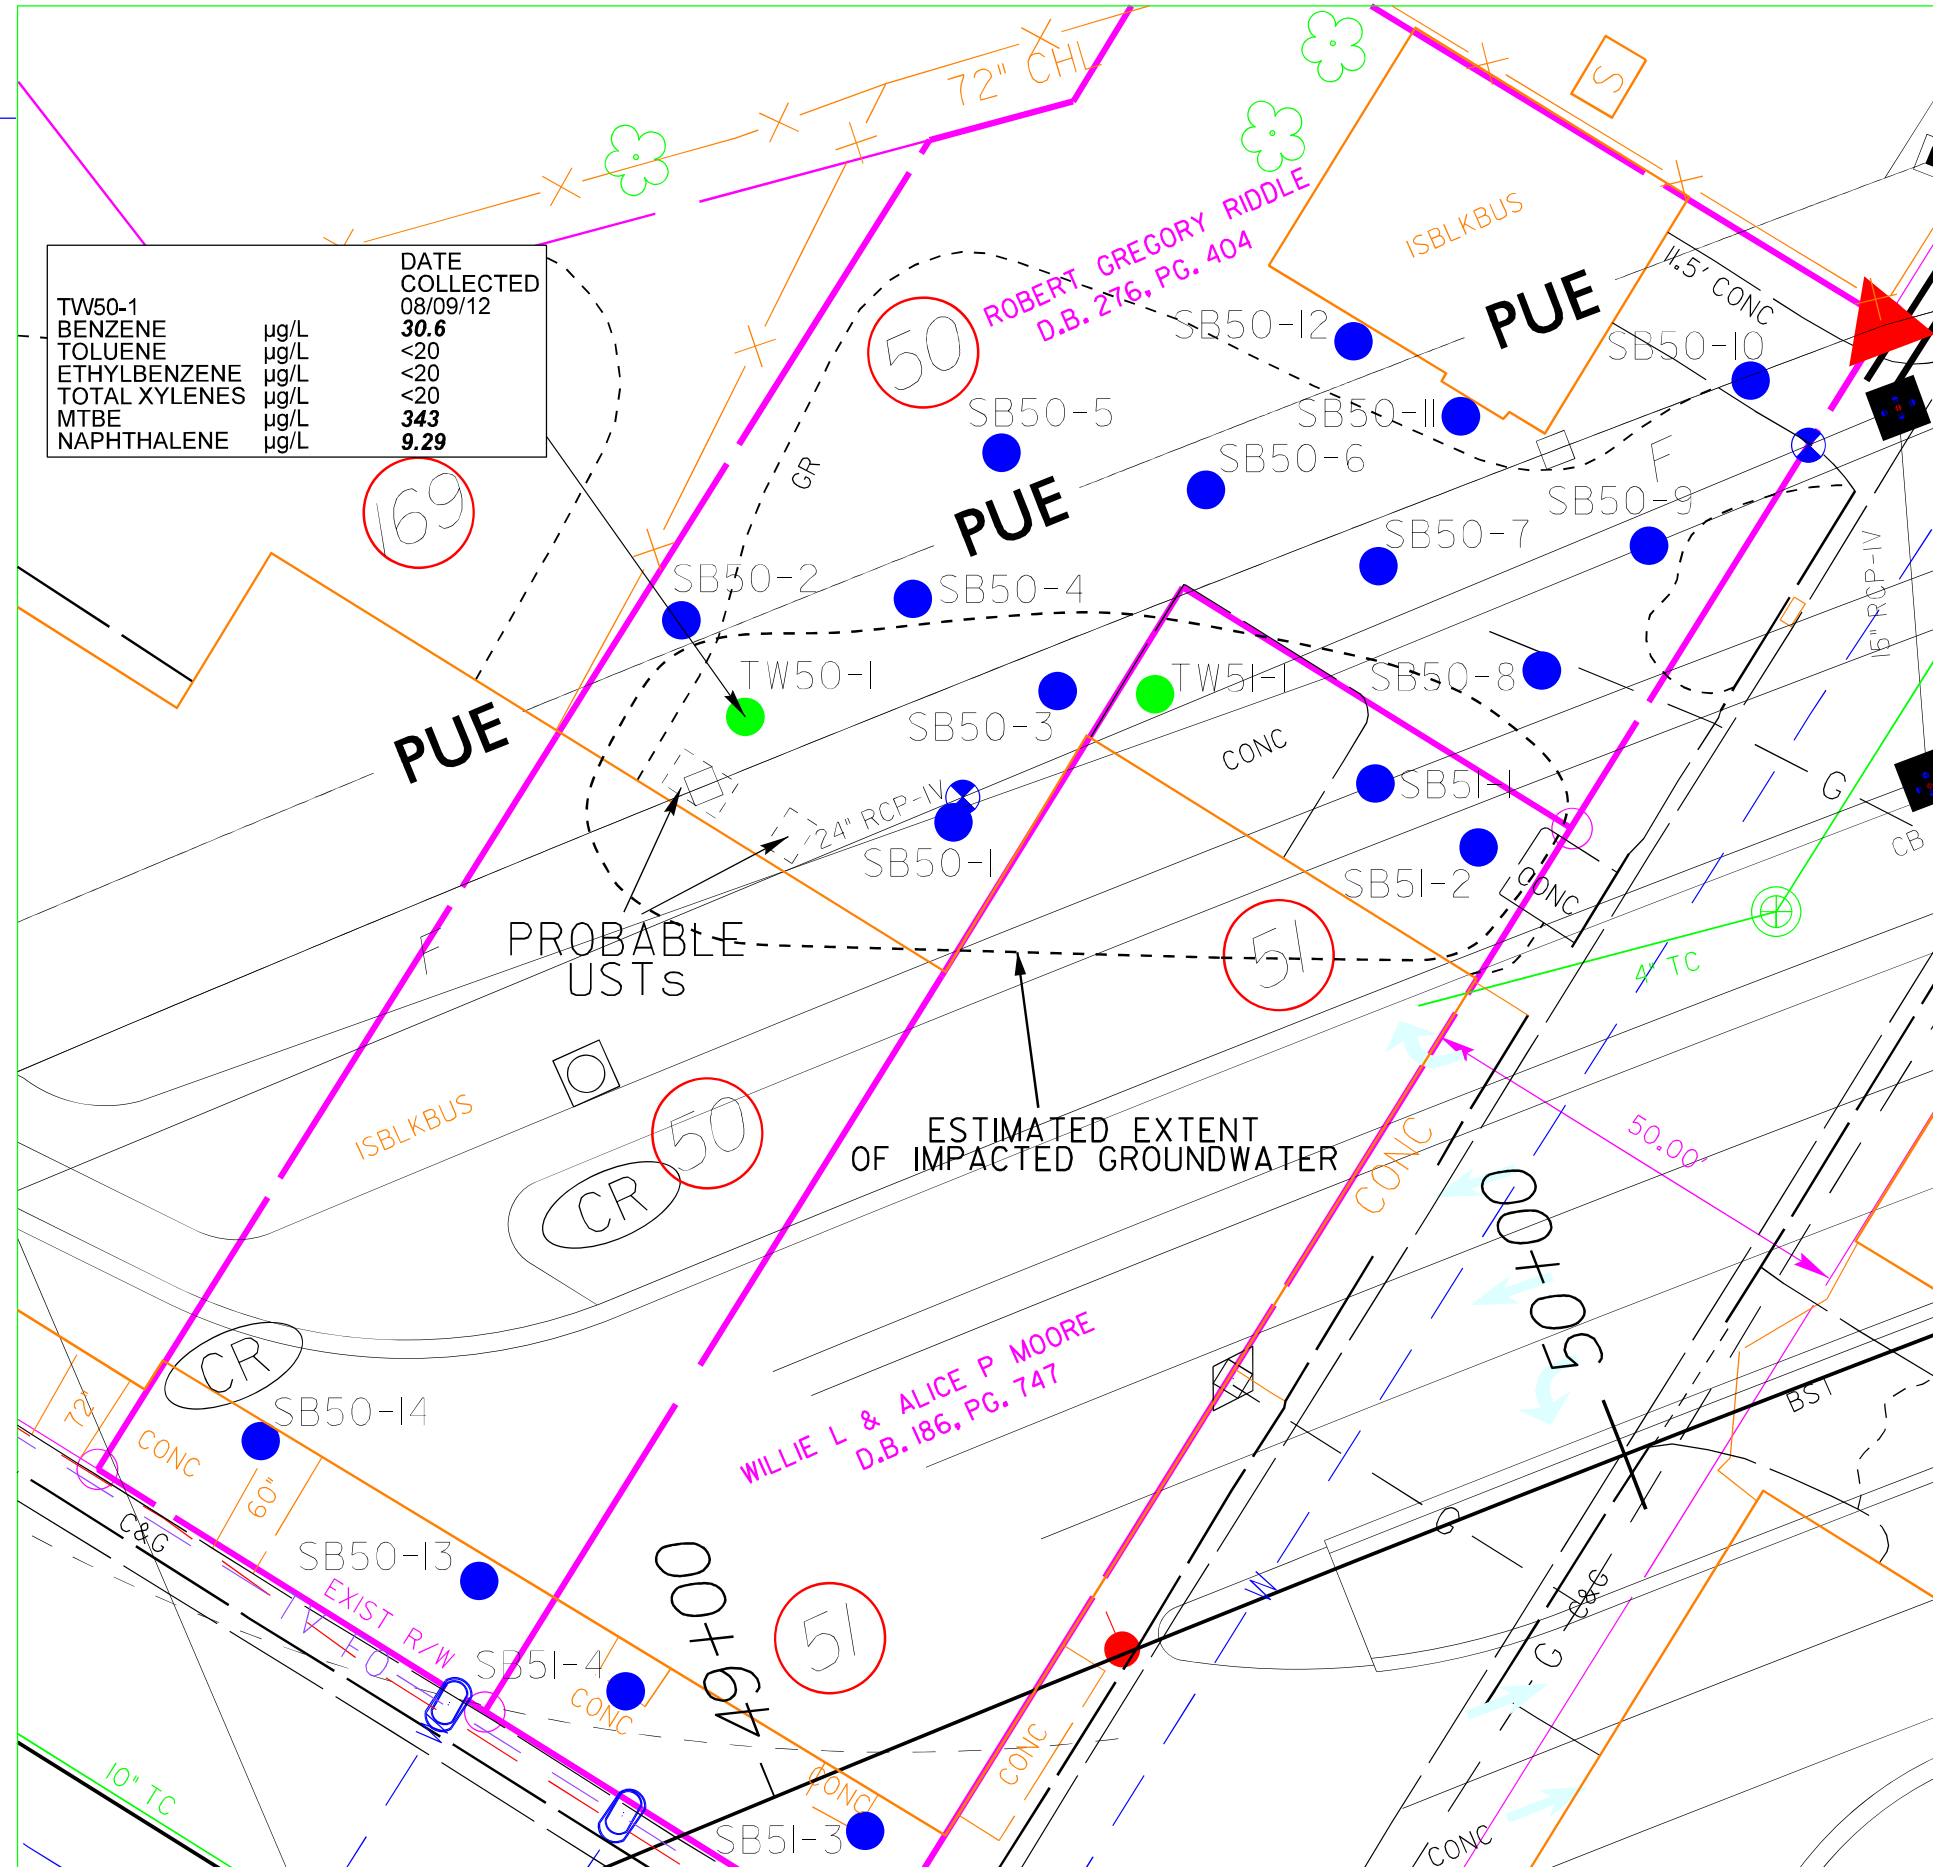 72" CHL
S
ROBERT GREGORY RIDDLE
D.B. 276, PG. 404
ISBLKBUS
11.5' CONC
PUE
DATE
COLLECTED
TW50-1 08/09/12
BENZENE µg/L 30.6
TOLUENE µg/L <20
ETHYLBENZENE µg/L <20
TOTAL XYLENES µg/L <20
MTBE µg/L 343
NAPHTHALENE µg/L 9.29
50
SB50-12
SB50-10
SB50-5
SB50-11
SB50-6
F
169
GR
PUE
SB50-9
SB50-7
15" RCP-IV
SB50-2
SB50-4
TW50-1
TW51-1
SB50-8
SB50-3
PUE
CONC
SB51-1
G
24" RCP-IV
SB50-1
CB
SB51-2
CONC
PROBABLE
USTs
F
51
4" TC
ESTIMATED EXTENT
OF IMPACTED GROUNDWATER
ISBLKBUS
50
CR
CONC
50.00'
50+00
WILLIE L & ALICE P MOORE
D.B. 186, PG. 747
CR
72"
SB50-14
CONC
60"
BST
C&G
SB50-13
EXIST R/W
G
W
C&G
G
49+00
51
SB51-4
CONC
W
CONC
CONC
10" TC
SB51-3
CONC